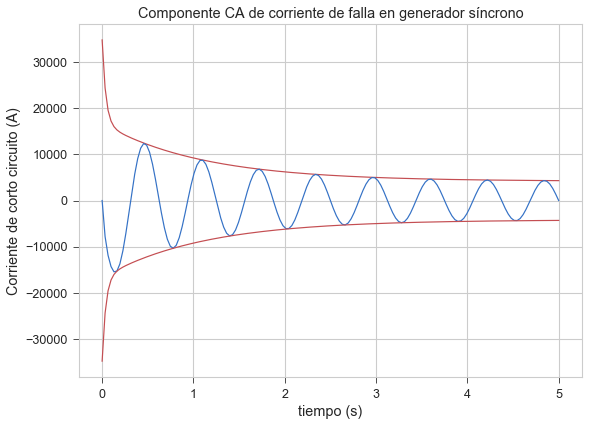 Componente CA de corriente de falla en generador síncrono
Corriente de corto circuito (A)
30000
20000
10000
0
−10000
−20000
−30000
0 1 2 3 4 5
tiempo (s)